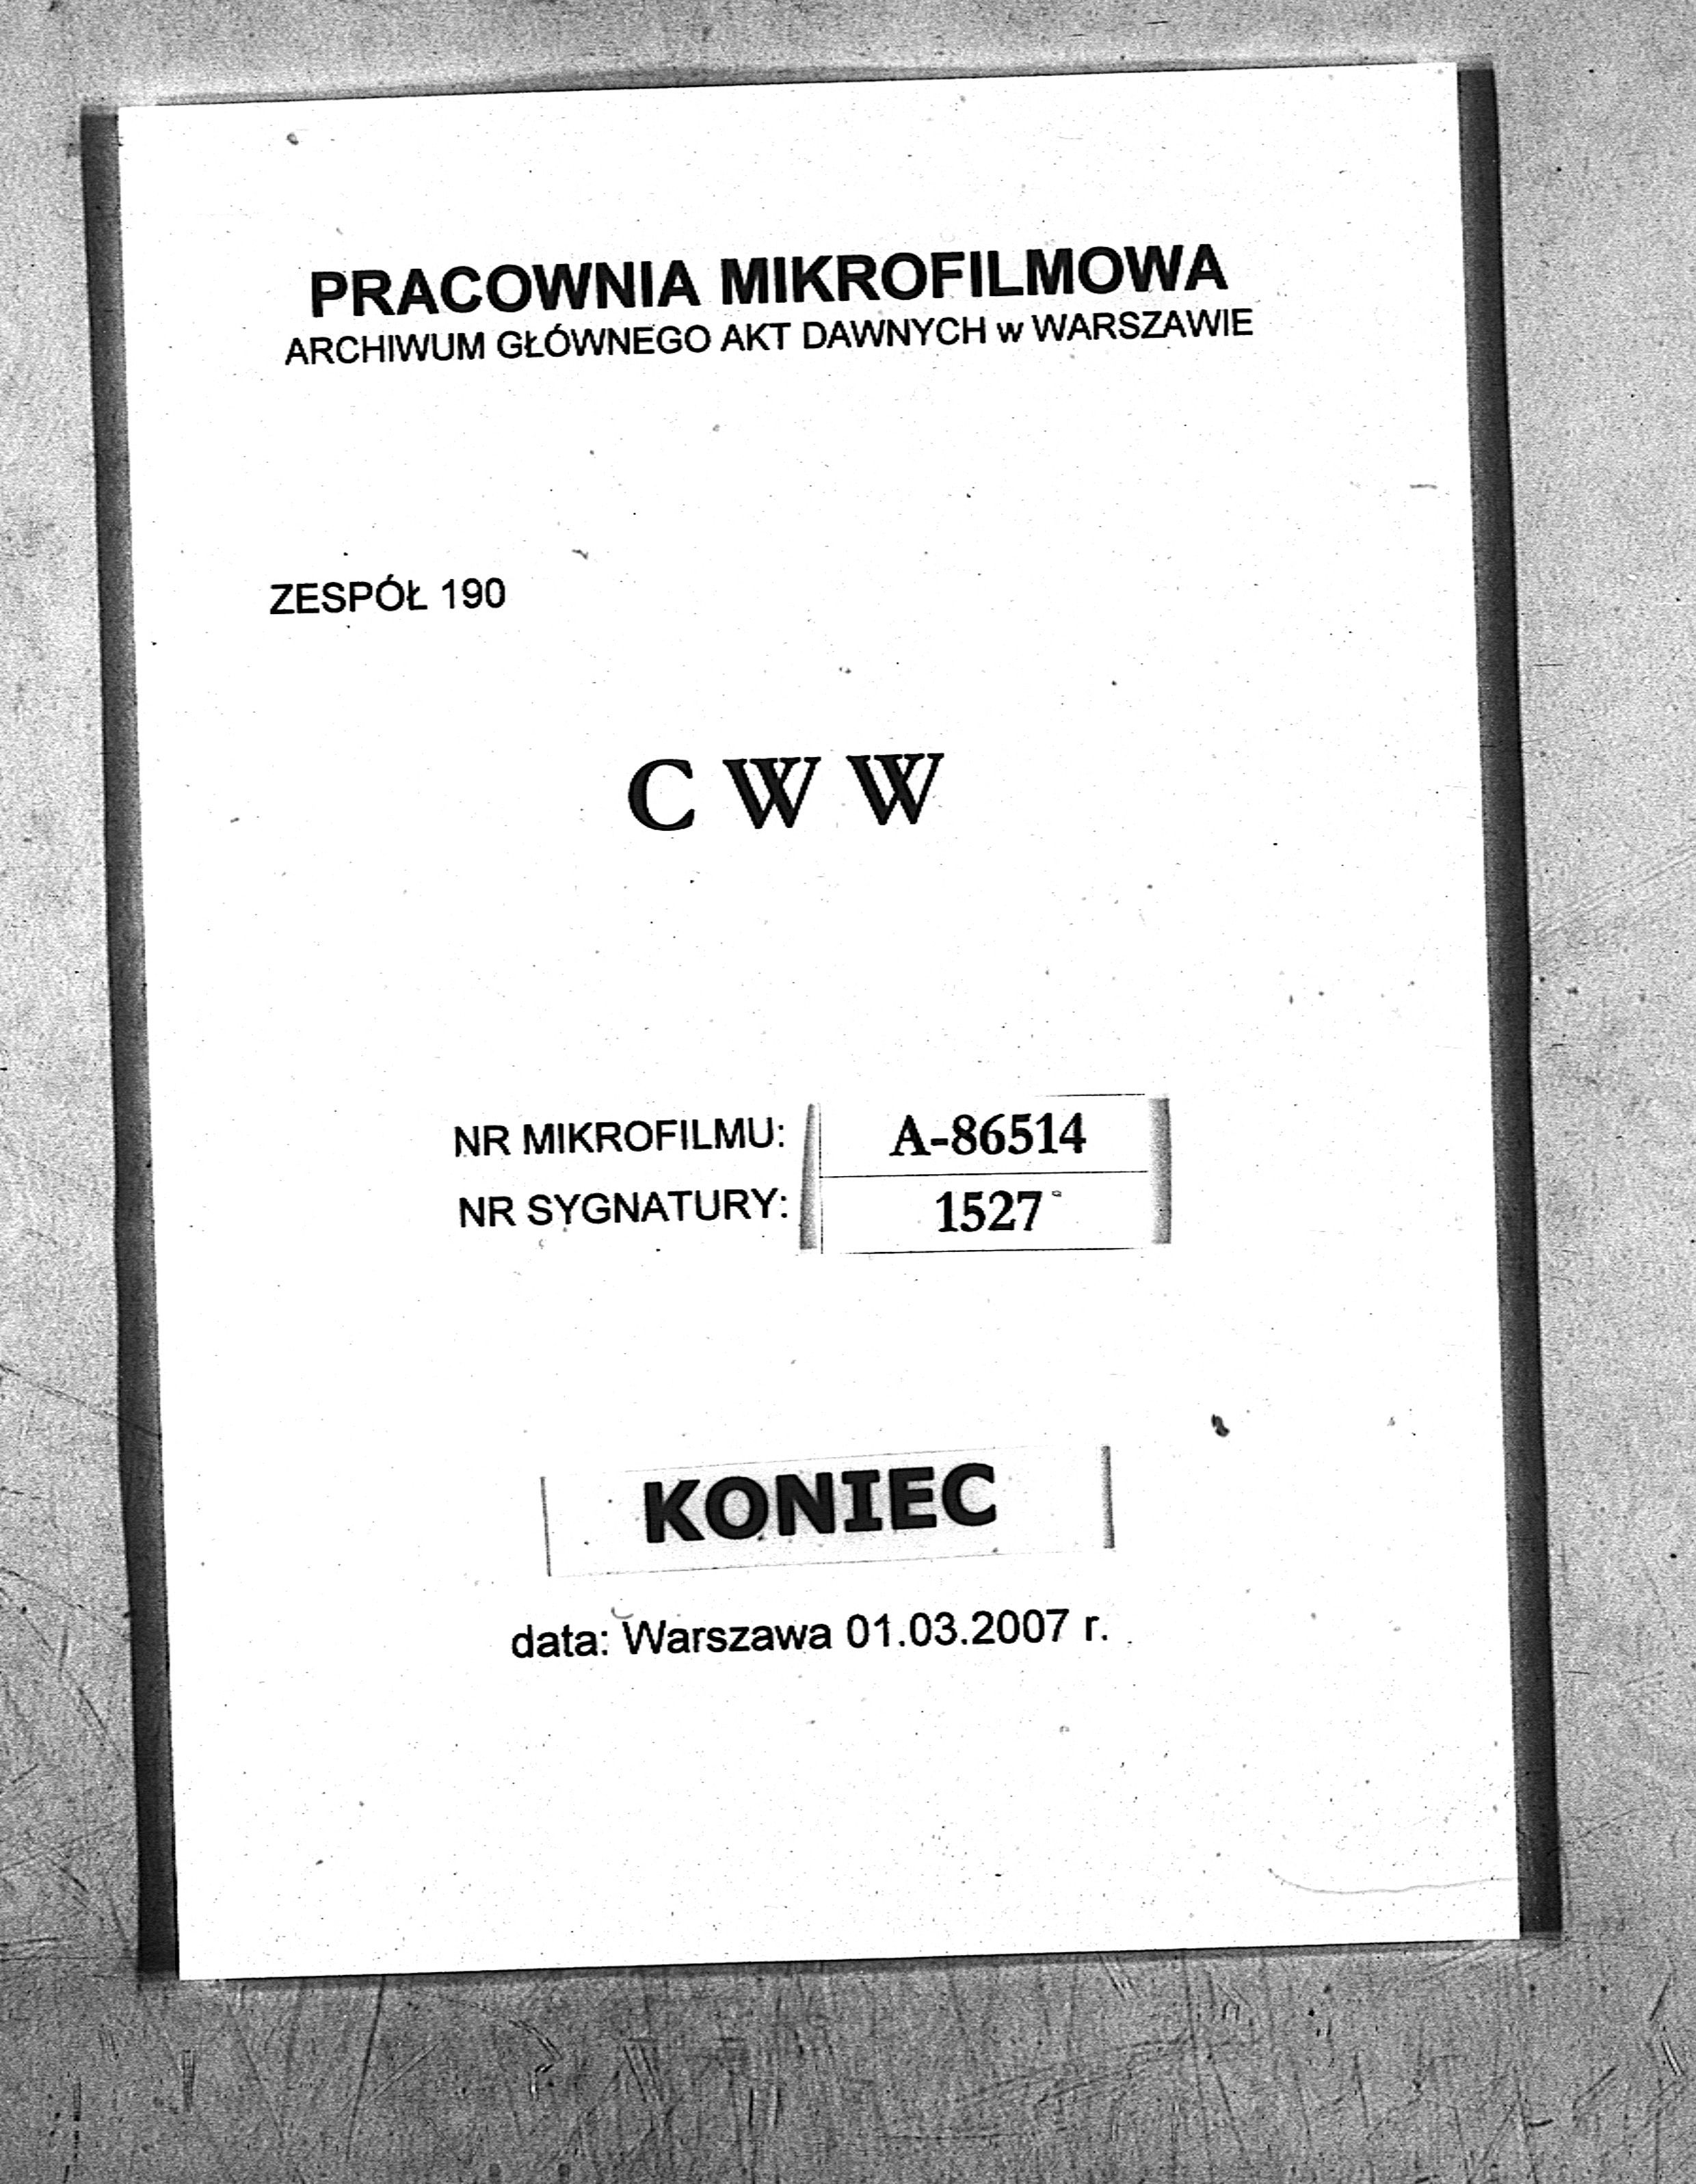 PRACOWNIA MIKROFILMOWA
ARCHIWUM GŁÓWNEGO AKT DAWNYCH w WARSZAWIE
ZESPÓŁ 190
C W W
NR MIKROFILMU: A-86514
NR SYGNATURY: 1527
KONIEC
data: Warszawa 01.03.2007 r.